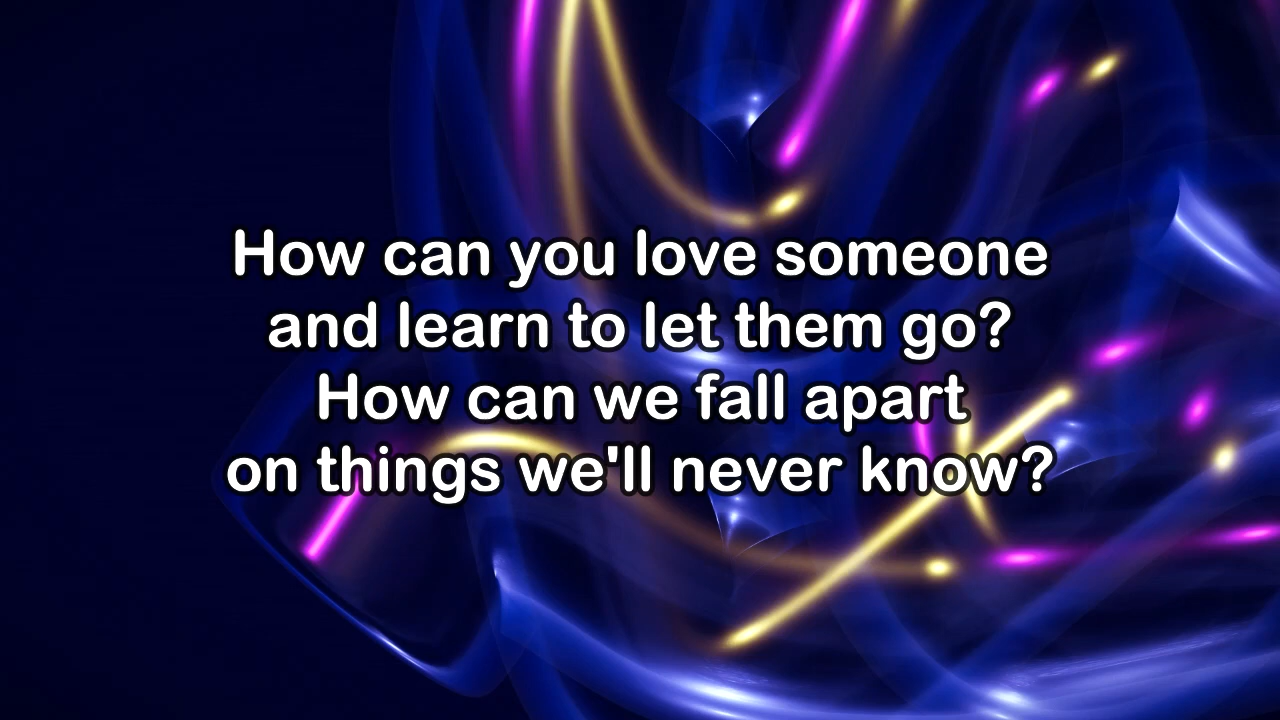 How can you love someone
and learn to let them go?
How can we fall apart
on things we'll never know?